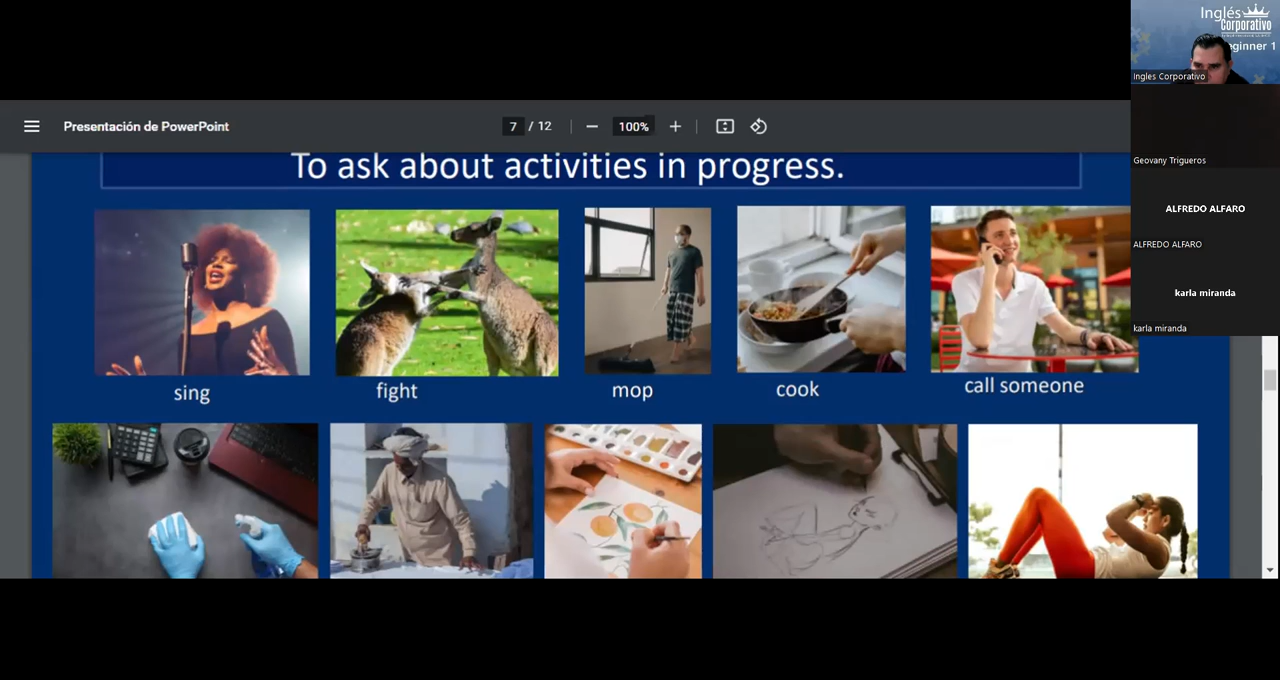 Inglés
Corporativo
eginner 1
Ingles Corporativo
Presentación de PowerPoint
7 / 12
100%
Geovany Trigueros
To ask about activities in progress.
ALFREDO ALFARO
ALFREDO ALFARO
karla miranda
karla miranda
sing
fight
mop
cook
call someone